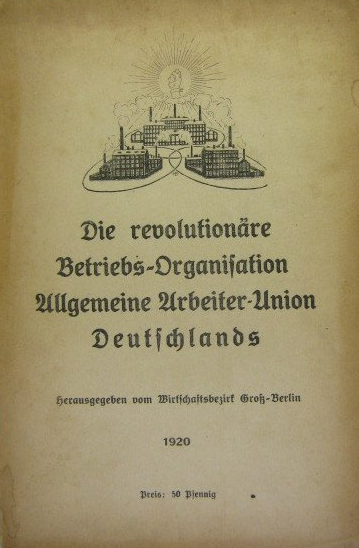 Die revolutionäre
Betriebs-Organisation
Allgemeine Arbeiter-Union
Deutschlands
Herausgegeben vom Wirtschaftsbezirk Groß-Berlin
1920
Preis: 50 Pfennig